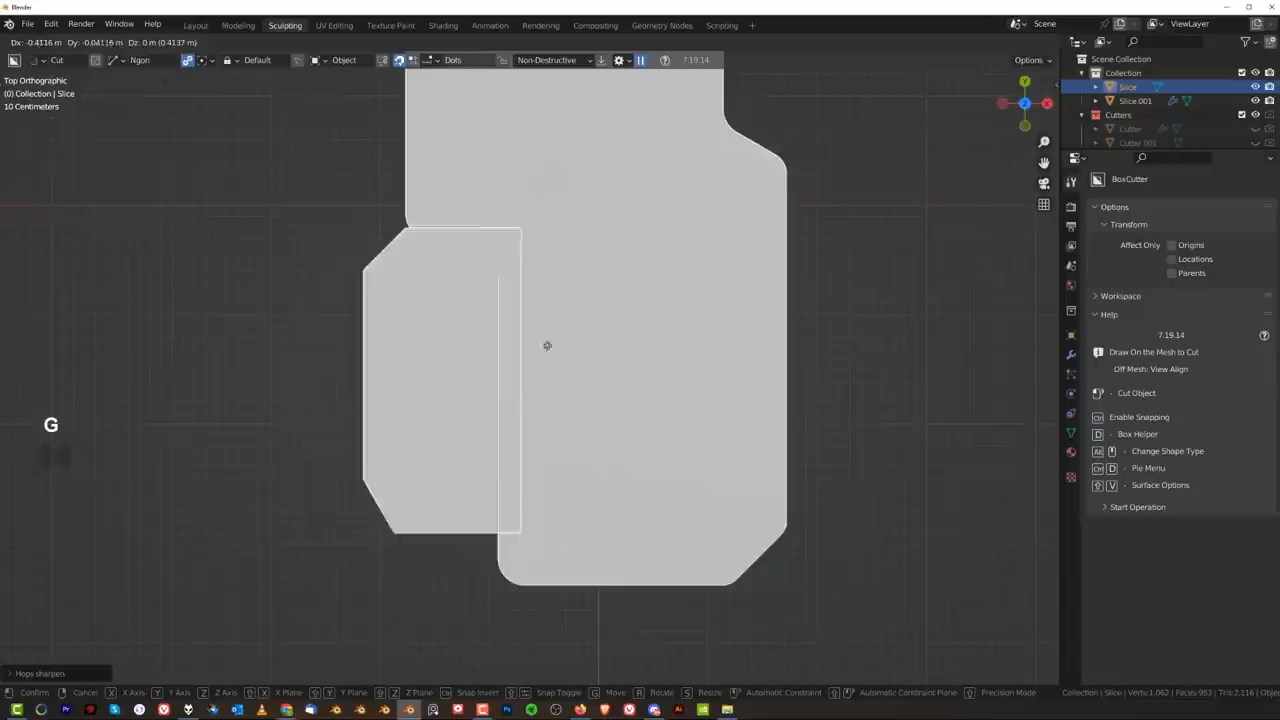 Blender
File Edit Render Window Help Layout Modeling Sculpting UV Editing Texture Paint Shading Animation Rendering Compositing Geometry Nodes Scripting + Scene ViewLayer
Dx: -0.4116 m Dy: -0.04116 m Dz: 0 m (0.4137 m)
Cut Ngon Default Object Dots Non-Destructive 7.19.14 Options
Top Orthographic
(0) Collection | Slice
10 Centimeters
Scene Collection
Collection
Slice
Slice.001
Cutters
Cutter
Cutter.001
BoxCutter
Options
Transform
Affect Only Origins
Locations
Parents
Workspace
Help
7.19.14
Draw On the Mesh to Cut
Off Mesh: View Align
Cut Object
Ctrl Enable Snapping
D - Box Helper
Alt - Change Shape Type
Ctrl D - Pie Menu
V - Surface Options
Start Operation
Y
X
Z
G
Hops sharpen
Confirm Cancel X X Axis Y Y Axis Z Z Axis X X Plane Y Y Plane Z Z Plane Ctrl Snap Invert Snap Toggle G Move R Rotate S Resize Automatic Constraint Automatic Constraint Plane Precision Mode Collection | Slice | Verts:1,062 | Faces:953 | Tris:2,116